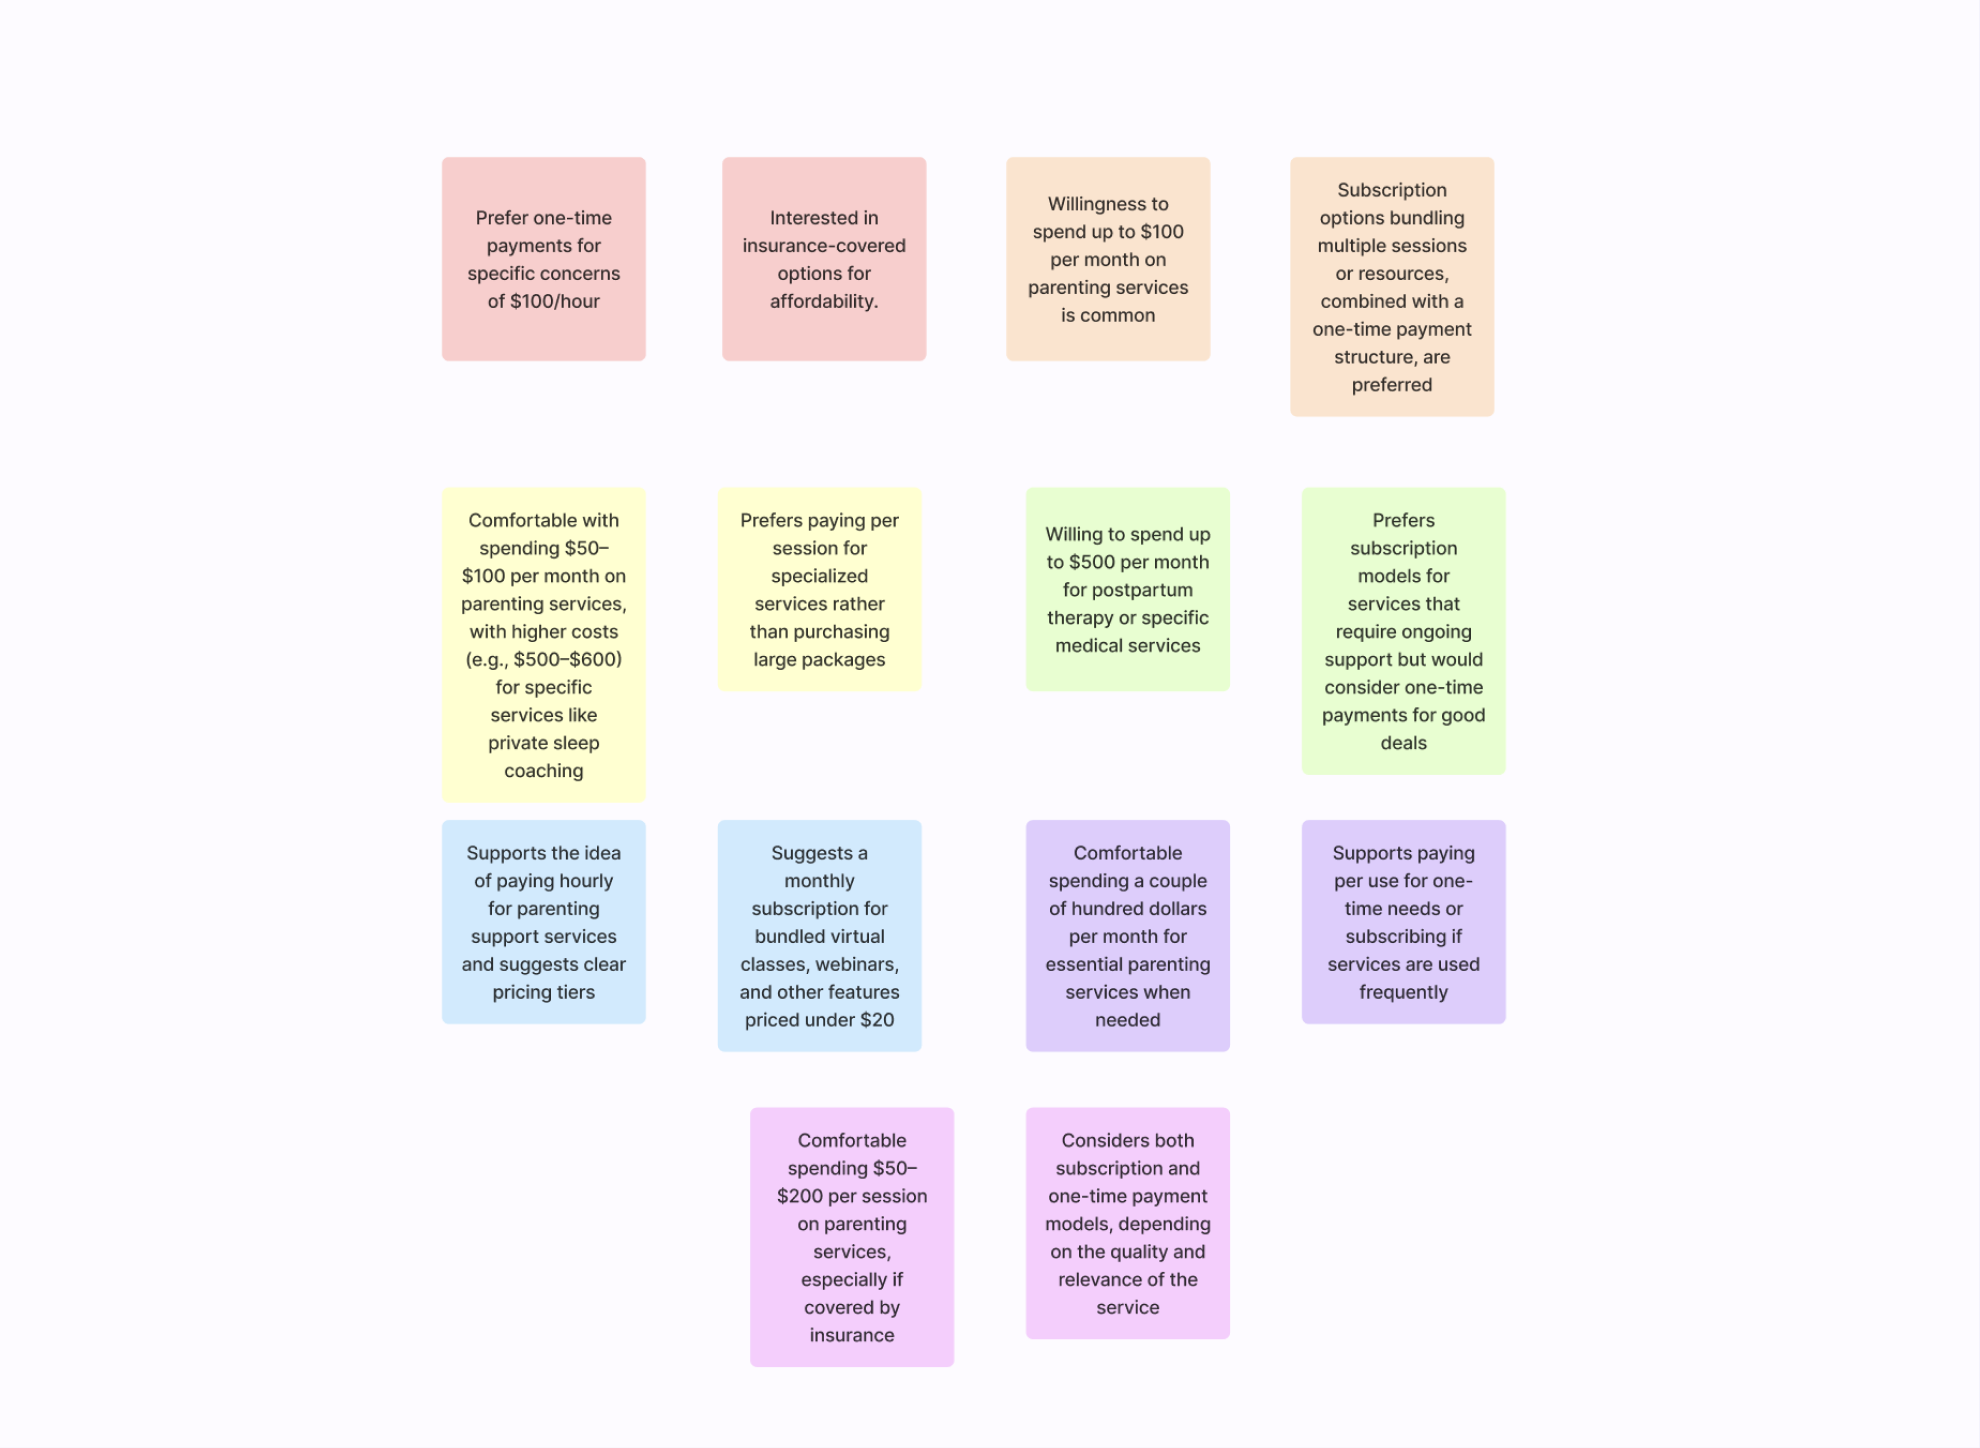 Prefer one-time
payments for
specific concerns
of $100/hour
Interested in
insurance-covered
options for
affordability.
Willingness to
spend up to $100
per month on
parenting services
is common
Subscription
options bundling
multiple sessions
or resources,
combined with a
one-time payment
structure, are
preferred
Comfortable with
spending $50–
$100 per month on
parenting services,
with higher costs
(e.g., $500–$600)
for specific
services like
private sleep
coaching
Prefers paying per
session for
specialized
services rather
than purchasing
large packages
Willing to spend up
to $500 per month
for postpartum
therapy or specific
medical services
Prefers
subscription
models for
services that
require ongoing
support but would
consider one-time
payments for good
deals
Supports the idea
of paying hourly
for parenting
support services
and suggests clear
pricing tiers
Suggests a
monthly
subscription for
bundled virtual
classes, webinars,
and other features
priced under $20
Comfortable
spending a couple
of hundred dollars
per month for
essential parenting
services when
needed
Supports paying
per use for one-
time needs or
subscribing if
services are used
frequently
Comfortable
spending $50–
$200 per session
on parenting
services,
especially if
covered by
insurance
Considers both
subscription and
one-time payment
models, depending
on the quality and
relevance of the
service